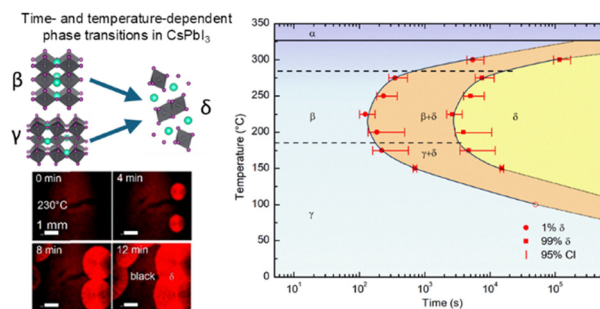 Time- and temperature-dependent
phase transitions in CsPbI3
β
γ
δ
0 min
230°C
1 mm
4 min
8 min
12 min
black
δ
350
300
250
200
150
100
50
0
Temperature (°C)
α
β
β+δ
δ
γ+δ
γ
1% δ
99% δ
95% CI
10¹
10²
10³
10⁴
10⁵
Time (s)